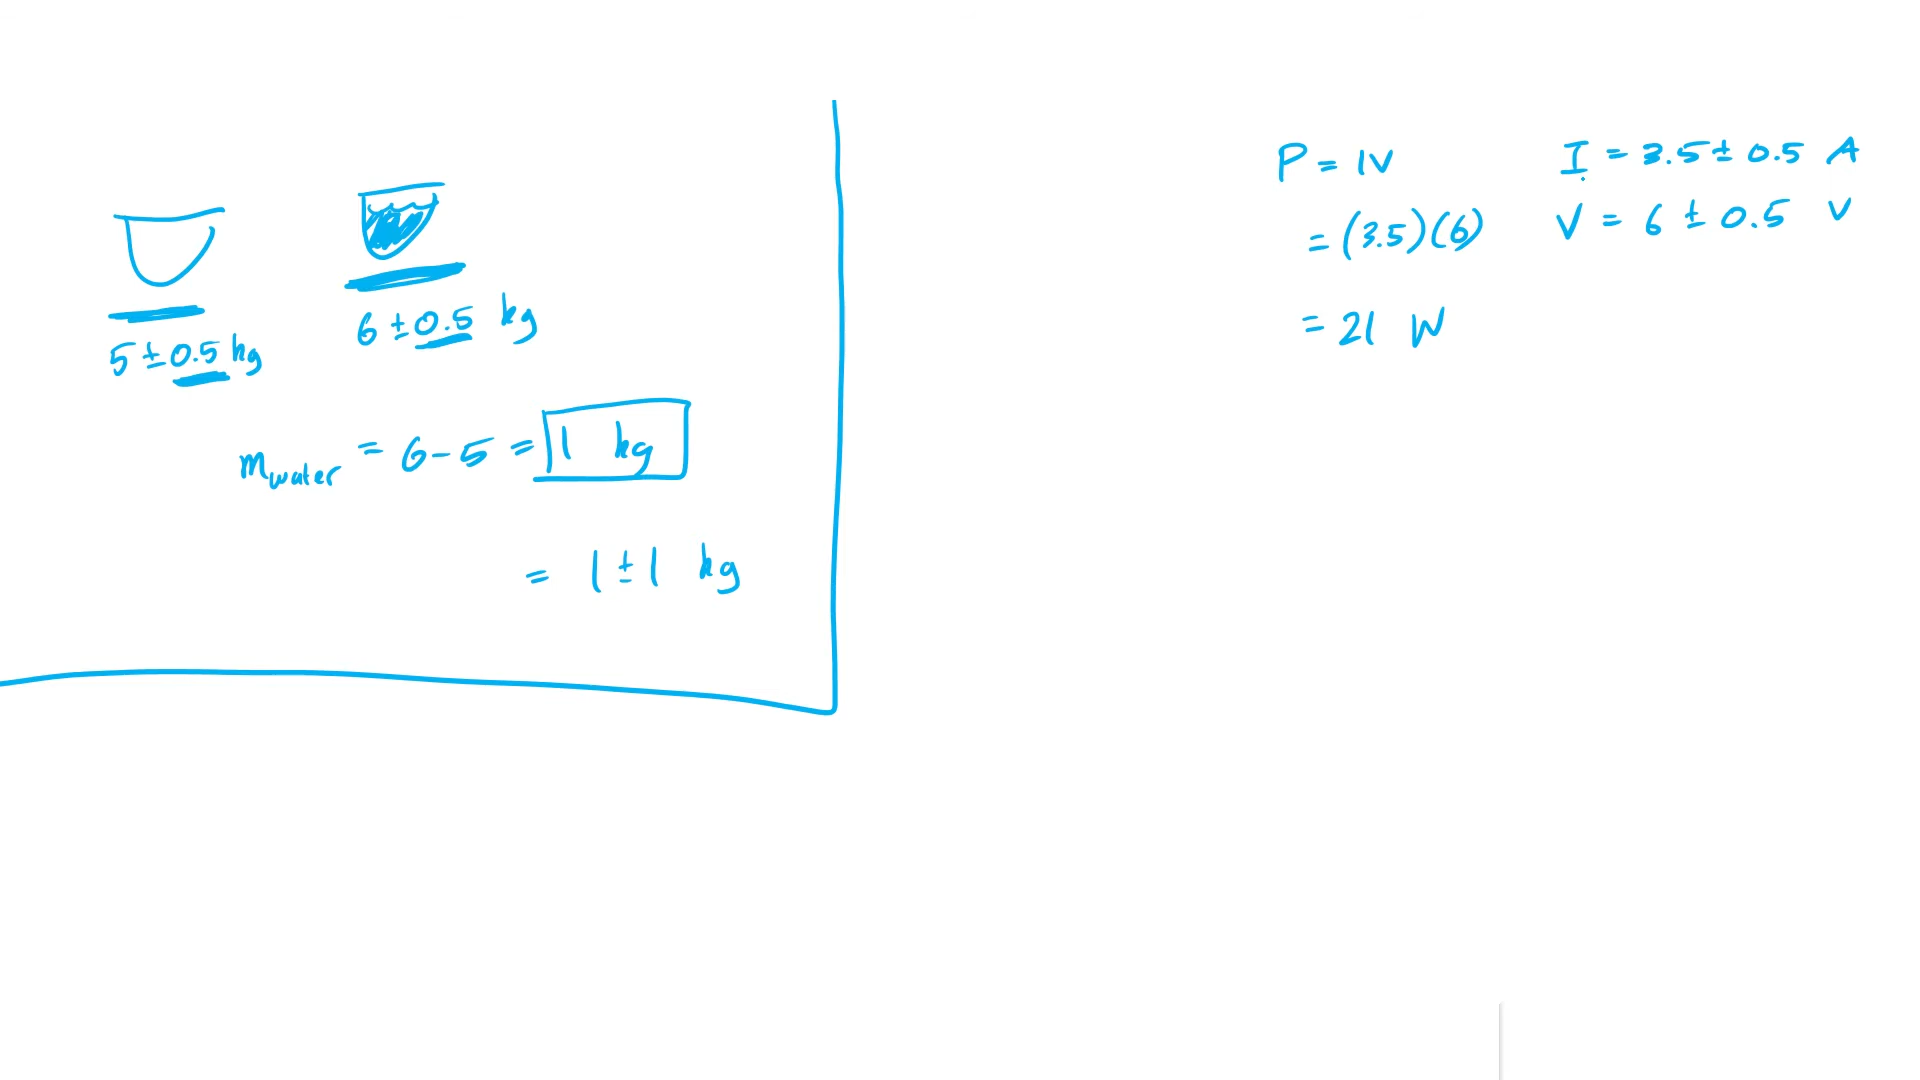 5 ± 0.5 kg
6 ± 0.5 kg
m_water = 6 - 5 = 1 kg
= 1 ± 1 kg
P = IV
= (3.5)(6)
= 21 W
I = 3.5 ± 0.5 A
V = 6 ± 0.5 V